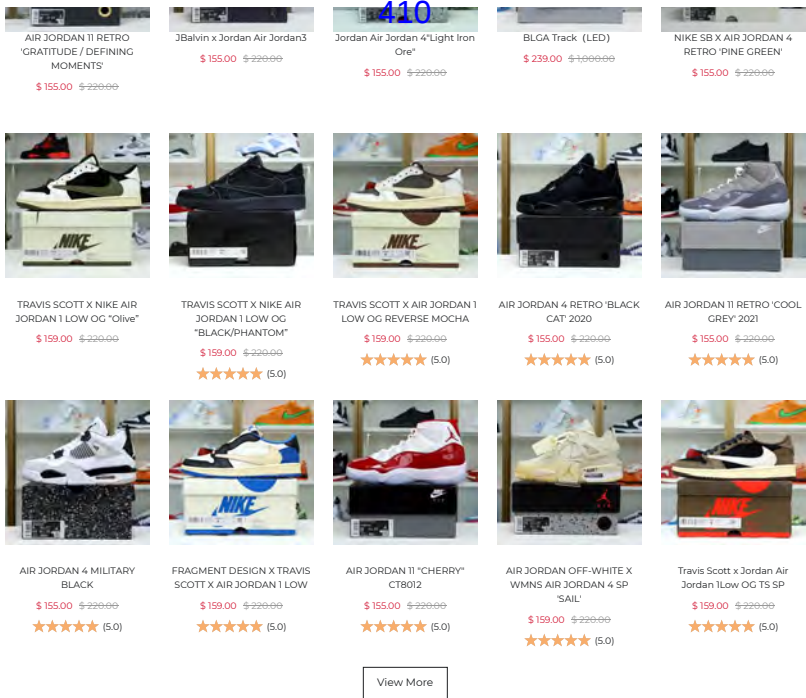 410
AIR JORDAN 11 RETRO
'GRATITUDE / DEFINING
MOMENTS'
$ 155.00 $ 220.00
JBalvin x Jordan Air Jordan3
$ 155.00 $ 220.00
Jordan Air Jordan 4"Light Iron
Ore"
$ 155.00 $ 220.00
BLGA Track（LED）
$ 239.00 $ 1,000.00
NIKE SB X AIR JORDAN 4
RETRO 'PINE GREEN'
$ 155.00 $ 220.00
NIKE
NIKE
TRAVIS SCOTT X NIKE AIR
JORDAN 1 LOW OG “Olive”
$ 159.00 $ 220.00
TRAVIS SCOTT X NIKE AIR
JORDAN 1 LOW OG
“BLACK/PHANTOM”
$ 159.00 $ 220.00
(5.0)
TRAVIS SCOTT X AIR JORDAN 1
LOW OG REVERSE MOCHA
$ 159.00 $ 220.00
(5.0)
AIR JORDAN 4 RETRO 'BLACK
CAT' 2020
$ 155.00 $ 220.00
(5.0)
AIR JORDAN 11 RETRO 'COOL
GREY' 2021
$ 155.00 $ 220.00
(5.0)
NIKE
NIKE
AIR JORDAN 4 MILITARY
BLACK
$ 155.00 $ 220.00
(5.0)
FRAGMENT DESIGN X TRAVIS
SCOTT X AIR JORDAN 1 LOW
$ 159.00 $ 220.00
(5.0)
AIR JORDAN 11 "CHERRY"
CT8012
$ 155.00 $ 220.00
(5.0)
AIR JORDAN OFF-WHITE X
WMNS AIR JORDAN 4 SP
'SAIL'
$ 159.00 $ 220.00
(5.0)
Travis Scott x Jordan Air
Jordan 1Low OG TS SP
$ 159.00 $ 220.00
(5.0)
View More